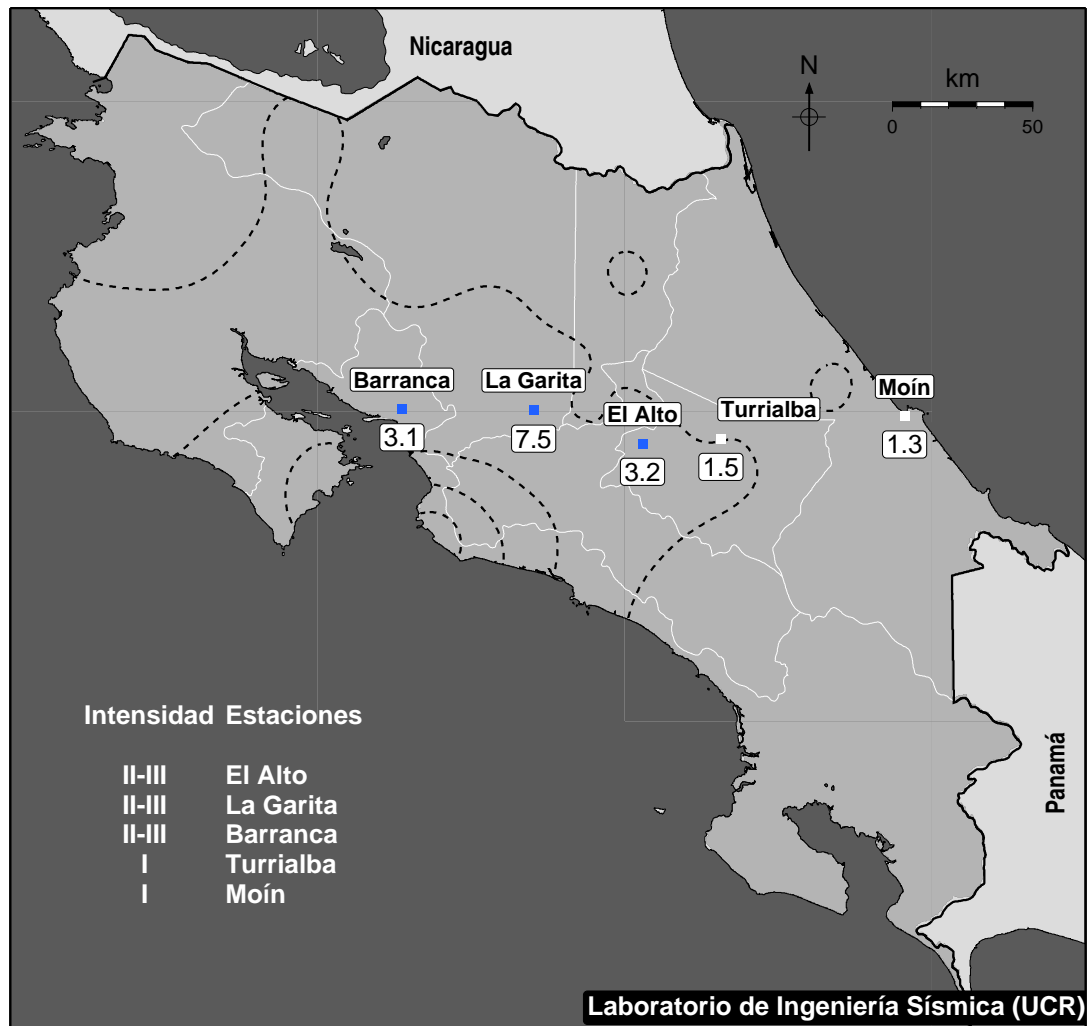 Nicaragua
N
km
0 50
Barranca
La Garita
Moín
El Alto
Turrialba
3.1
7.5
3.2
1.5
1.3
Panamá
Intensidad Estaciones
II-III El Alto
II-III La Garita
II-III Barranca
I Turrialba
I Moín
Laboratorio de Ingeniería Sísmica (UCR)